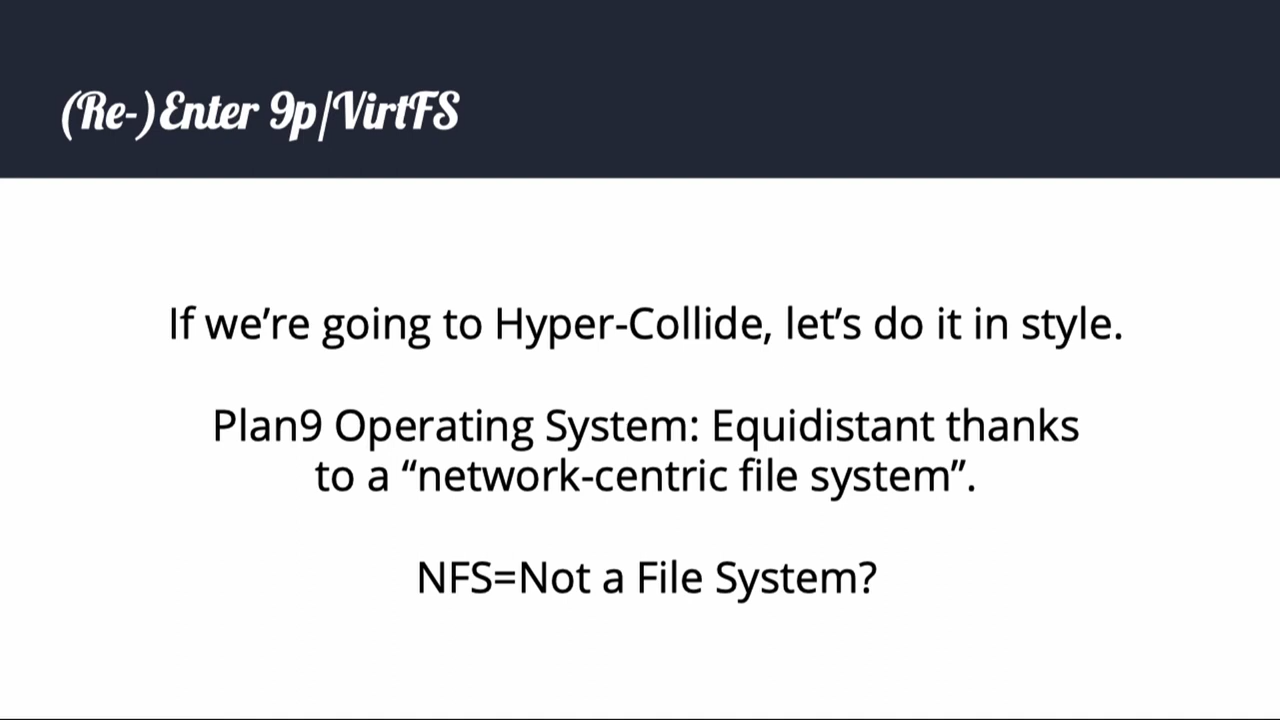 (Re-)Enter 9p/VirtFS
If we’re going to Hyper-Collide, let’s do it in style.
Plan9 Operating System: Equidistant thanks
to a “network-centric file system”.
NFS=Not a File System?